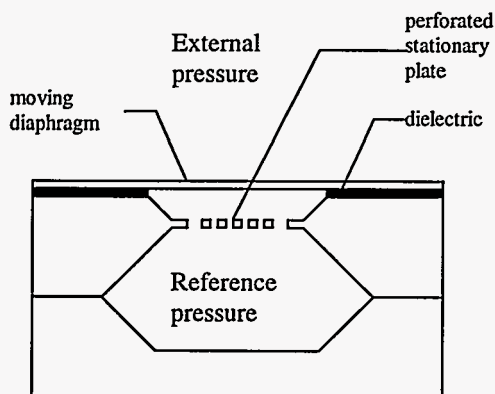 External
pressure
perforated
stationary
plate
moving
diaphragm
dielectric
Reference
pressure